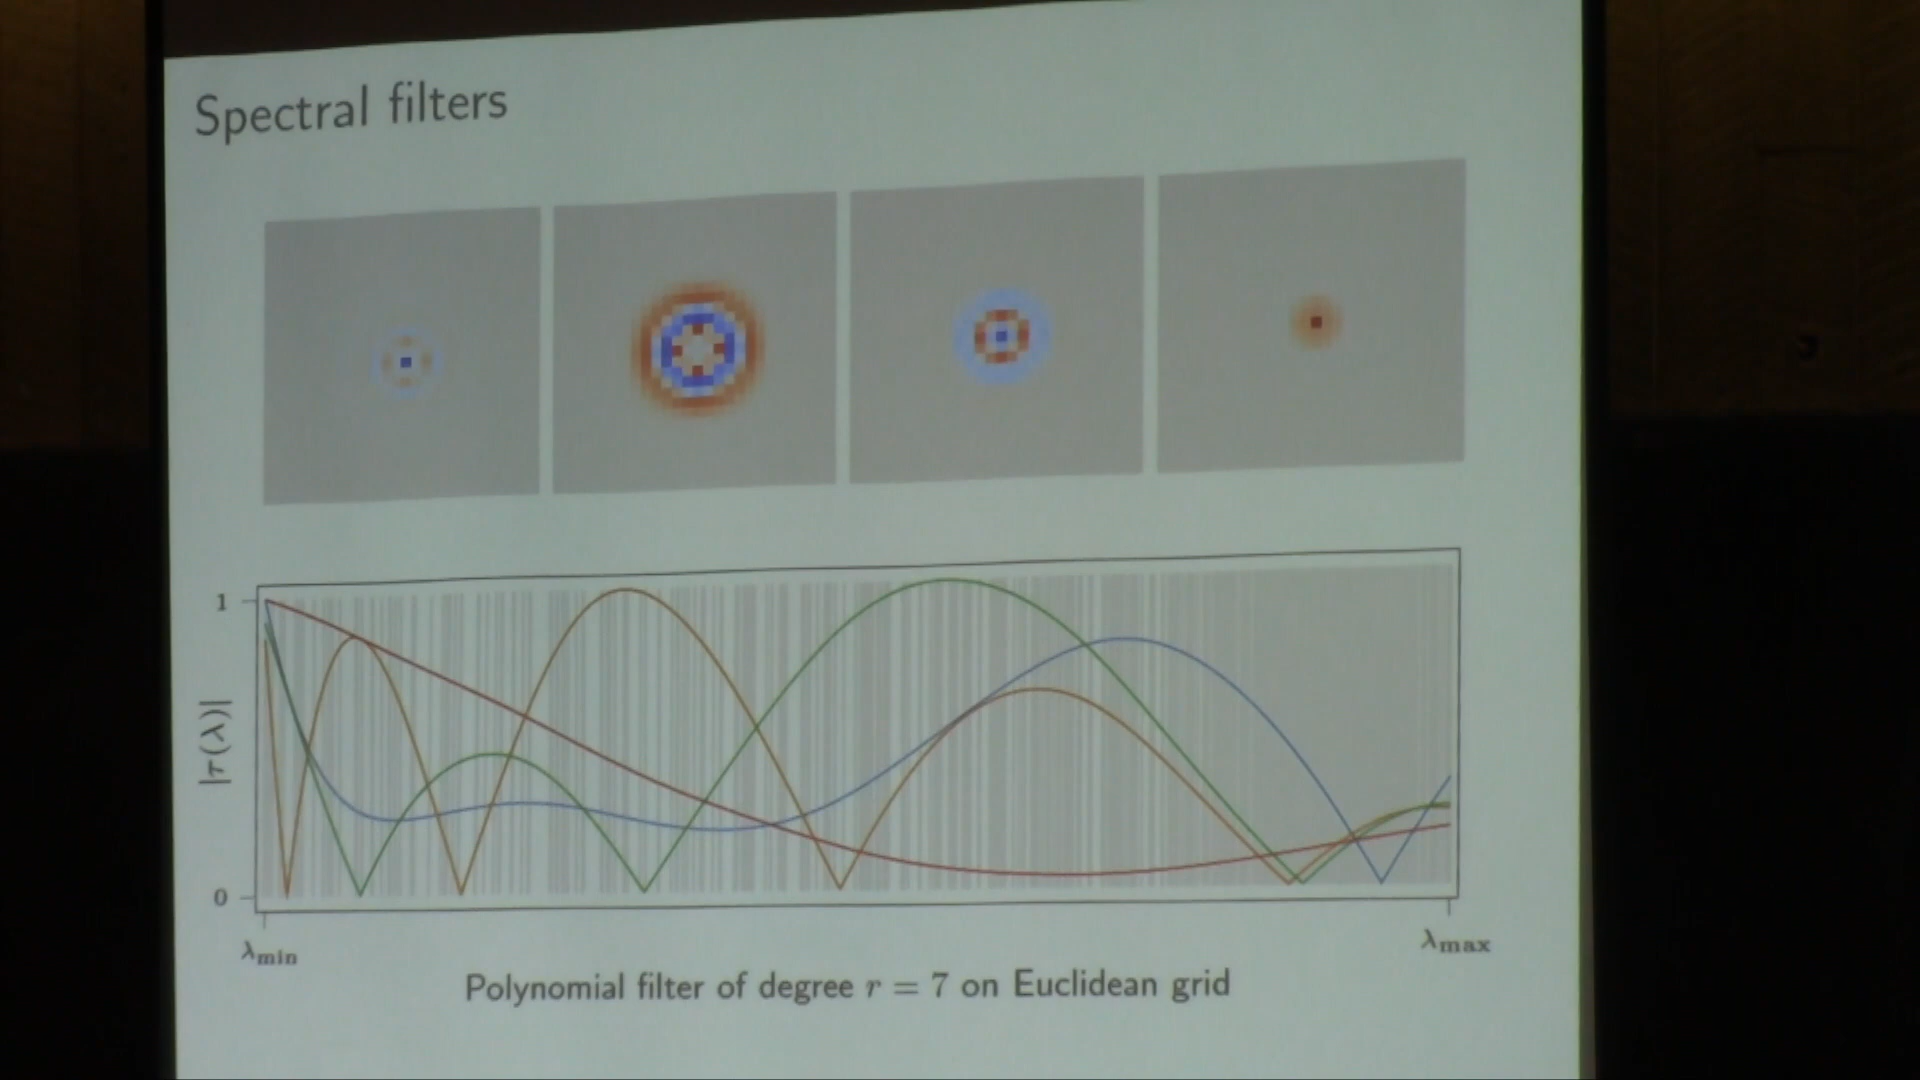 Spectral filters
1
|τ(λ)|
0
λmin
λmax
Polynomial filter of degree r = 7 on Euclidean grid